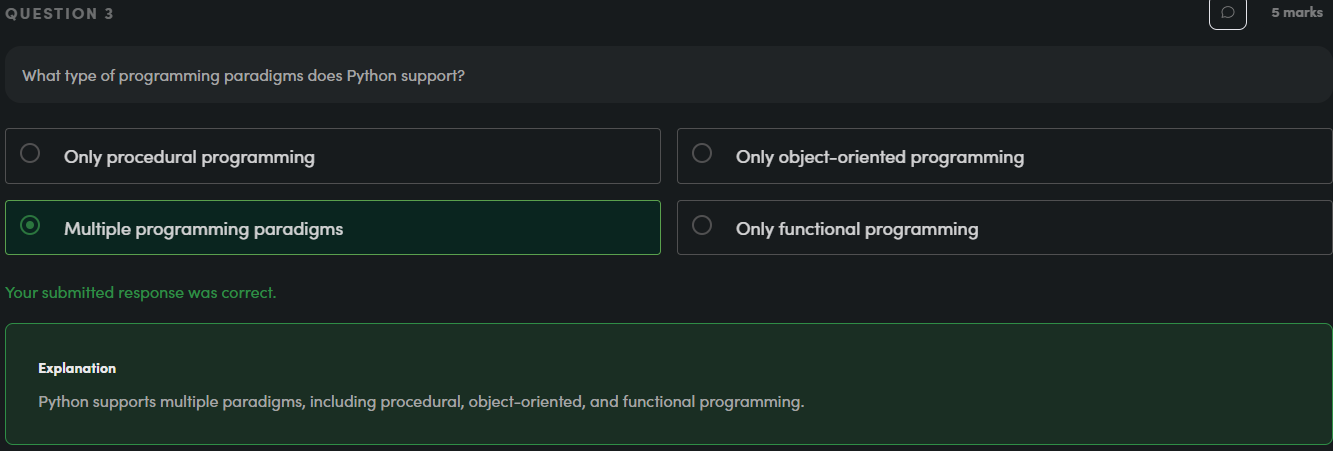 QUESTION 3
5 marks
What type of programming paradigms does Python support?
Only procedural programming
Only object-oriented programming
Multiple programming paradigms
Only functional programming
Your submitted response was correct.
Explanation
Python supports multiple paradigms, including procedural, object-oriented, and functional programming.